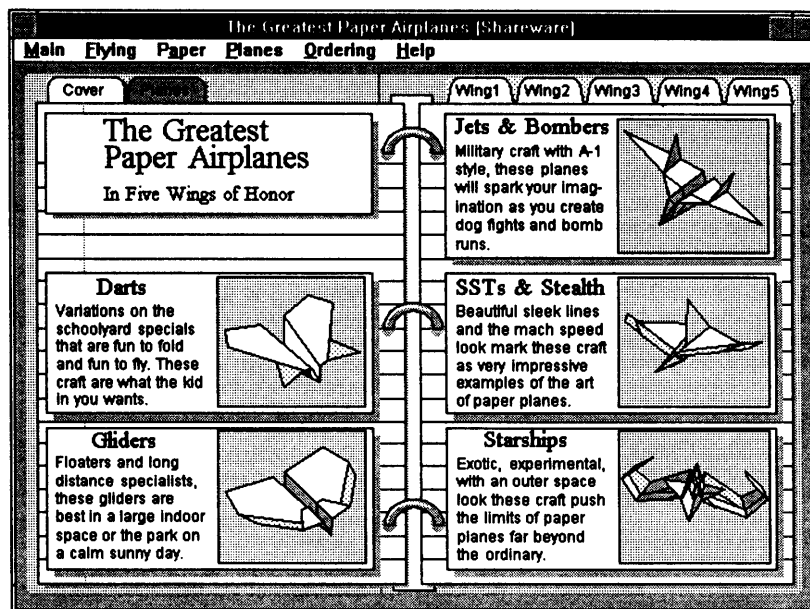 The Greatest Paper Airplanes [Shareware]
Main Flying Paper Planes Ordering Help
Cover
Wing1 Wing2 Wing3 Wing4 Wing5
The Greatest
Paper Airplanes
In Five Wings of Honor
Darts
Variations on the
schoolyard specials
that are fun to fold
and fun to fly. These
craft are what the kid
in you wants.
Gliders
Floaters and long
distance specialists,
these gliders are
best in a large indoor
space or the park on
a calm sunny day.
Jets & Bombers
Military craft with A-1
style, these planes
will spark your imag-
ination as you create
dog fights and bomb
runs.
SSTs & Stealth
Beautiful sleek lines
and the mach speed
look mark these craft
as very impressive
examples of the art
of paper planes.
Starships
Exotic, experimental,
with an outer space
look these craft push
the limits of paper
planes far beyond
the ordinary.